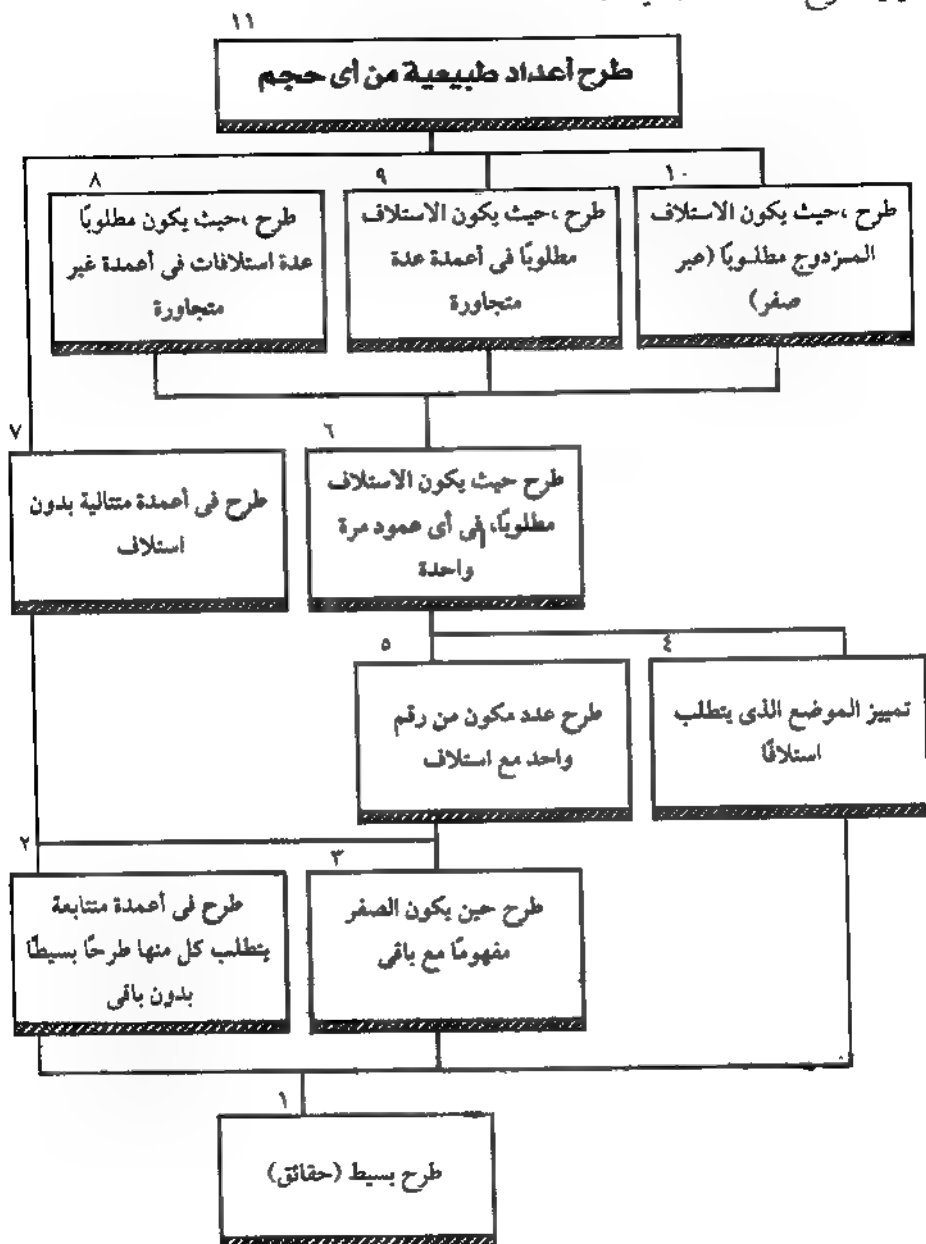 ١١
طرح أعداد طبيعية من أى حجم
٨
طرح ،حيث يكون مطلوبًا
عدة استلافات فى أعمدة غير
متجاورة
٩
طرح ،حيث يكون الاستلاف
مطلوبًا فى أعمدة عدة
متجاورة
١٠
طرح ،حيث يكون الاستلاف
المزدوج مطلوبًا (عبر
صفر)
٧
طرح فى أعمدة متتالية بدون
استلاف
٦
طرح حيث يكون الاستلاف
مطلوبًا، فى أى عمود مرة
واحدة
٥
طرح عدد مكون من رقم
واحد مع استلاف
٤
تمييز الموضع الذى يتطلب
استلافًا
٢
طرح فى أعمدة متتابعة
يتطلب كل منها طرحًا بسيطًا
بدون باقى
٣
طرح حين يكون الصفر
مفهومًا مع باقى
١
طرح بسيط (حقائق)